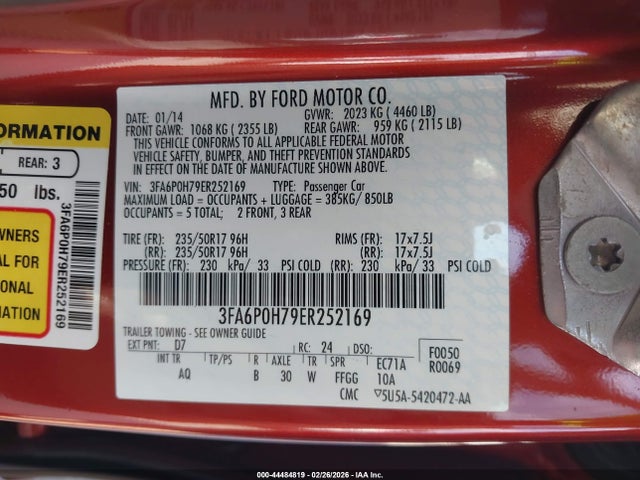 MFD. BY FORD MOTOR CO.
DATE: 01/14 GVWR: 2023 KG ( 4460 LB)
FRONT GAWR: 1068 KG ( 2355 LB) REAR GAWR: 959 KG ( 2115 LB)
THIS VEHICLE CONFORMS TO ALL APPLICABLE FEDERAL MOTOR
VEHICLE SAFETY, BUMPER, AND THEFT PREVENTION STANDARDS
IN EFFECT ON THE DATE OF MANUFACTURE SHOWN ABOVE.
VIN: 3FA6P0H79ER252169 TYPE: Passenger Car
MAXIMUM LOAD = OCCUPANTS + LUGGAGE = 385KG/ 850LB
OCCUPANTS = 5 TOTAL; 2 FRONT, 3 REAR
TIRE (FR): 235/50R17 96H RIMS (FR): 17x7.5J
(RR): 235/50R17 96H (RR): 17x7.5J
PRESSURE (FR): 230 kPa/ 33 PSI COLD (RR): 230 kPa/ 33 PSI COLD
3FA6P0H79ER252169
TRAILER TOWING - SEE OWNER GUIDE
EXT PNT: D7 RC: 24 DSO: F0050
INT TR TP/PS R AXLE TR SPR EC71A R0069
AQ B 30 W FFGG 10A
CMC ▽5U5A-5420472-AA
ORMATION
REAR: 3
50 lbs.
WNERS
AL FOR
TIONAL
RMATION
3FA6P0H79ER252169
000-44484819 - 02/26/2026 - IAA Inc.